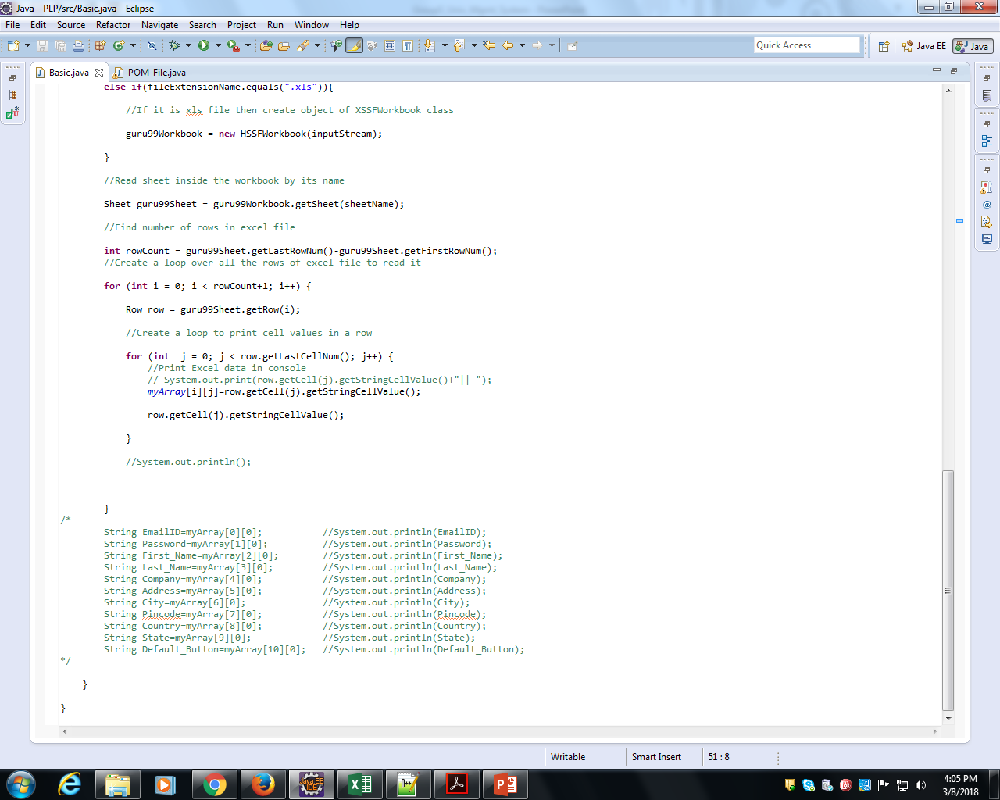 Java - PLP/src/Basic.java - Eclipse
File Edit Source Refactor Navigate Search Project Run Window Help
Quick Access
Java EE
Java
Basic.java
POM_File.java
else if(fileExtensionName.equals(".xls")){
//If it is xls file then create object of XSSFWorkbook class
guru99Workbook = new HSSFWorkbook(inputStream);
}
//Read sheet inside the workbook by its name
Sheet guru99Sheet = guru99Workbook.getSheet(sheetName);
//Find number of rows in excel file
int rowCount = guru99Sheet.getLastRowNum()-guru99Sheet.getFirstRowNum();
//Create a loop over all the rows of excel file to read it
for (int i = 0; i < rowCount+1; i++) {
Row row = guru99Sheet.getRow(i);
//Create a loop to print cell values in a row
for (int  j = 0; j < row.getLastCellNum(); j++) {
//Print Excel data in console
// System.out.print(row.getCell(j).getStringCellValue()+"|| ");
myArray[i][j]=row.getCell(j).getStringCellValue();
row.getCell(j).getStringCellValue();
}
//System.out.println();
}
/*
String EmailID=myArray[0][0]; //System.out.println(EmailID);
String Password=myArray[1][0]; //System.out.println(Password);
String First_Name=myArray[2][0]; //System.out.println(First_Name);
String Last_Name=myArray[3][0]; //System.out.println(Last_Name);
String Company=myArray[4][0]; //System.out.println(Company);
String Address=myArray[5][0]; //System.out.println(Address);
String City=myArray[6][0]; //System.out.println(City);
String Pincode=myArray[7][0]; //System.out.println(Pincode);
String Country=myArray[8][0]; //System.out.println(Country);
String State=myArray[9][0]; //System.out.println(State);
String Default_Button=myArray[10][0]; //System.out.println(Default_Button);
*/
}
}
Writable
Smart Insert
51 : 8
4:05 PM
3/8/2018